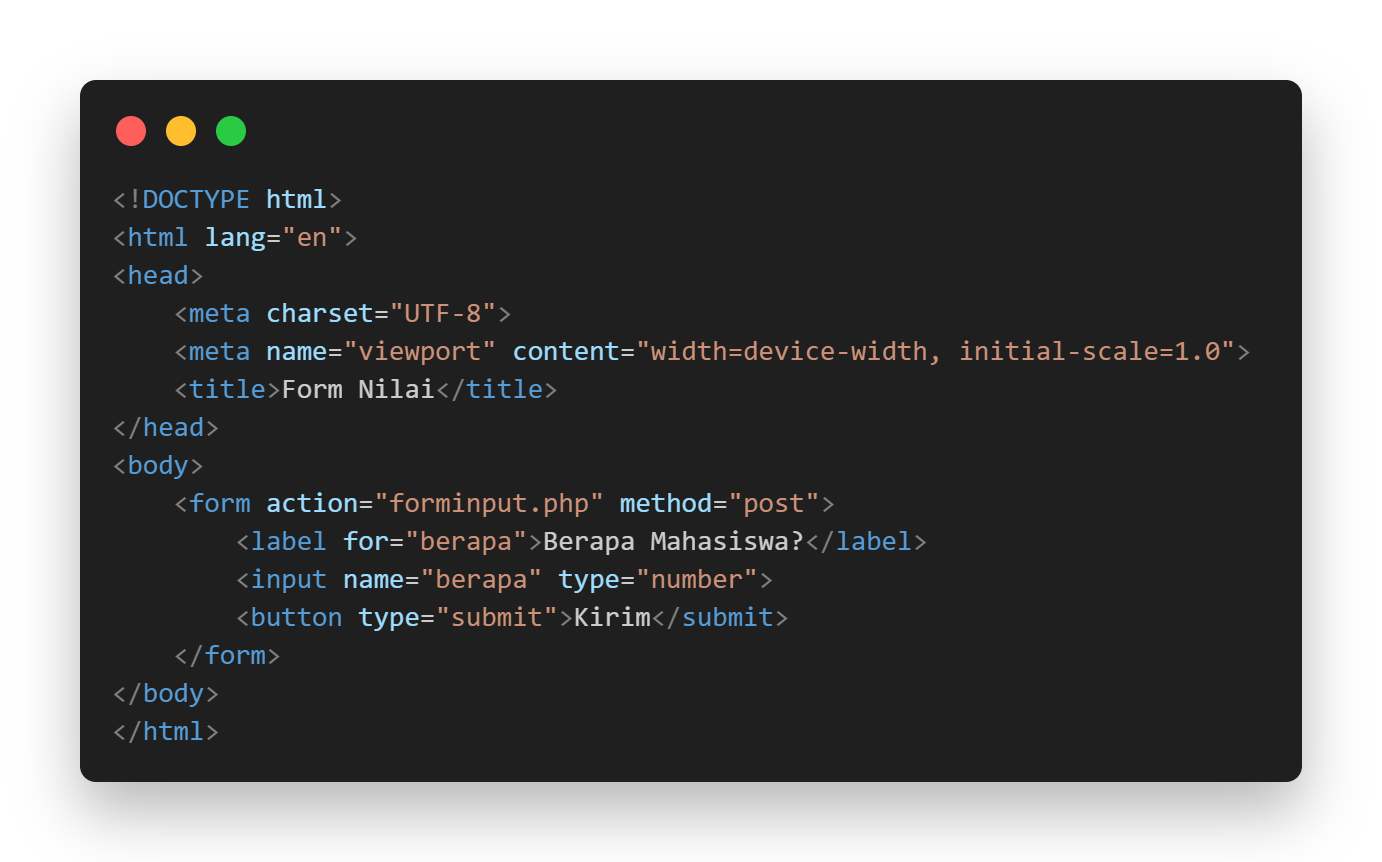 <!DOCTYPE html>
<html lang="en">
<head>
    <meta charset="UTF-8">
    <meta name="viewport" content="width=device-width, initial-scale=1.0">
    <title>Form Nilai</title>
</head>
<body>
    <form action="forminput.php" method="post">
        <label for="berapa">Berapa Mahasiswa?</label>
        <input name="berapa" type="number">
        <button type="submit">Kirim</submit>
    </form>
</body>
</html>